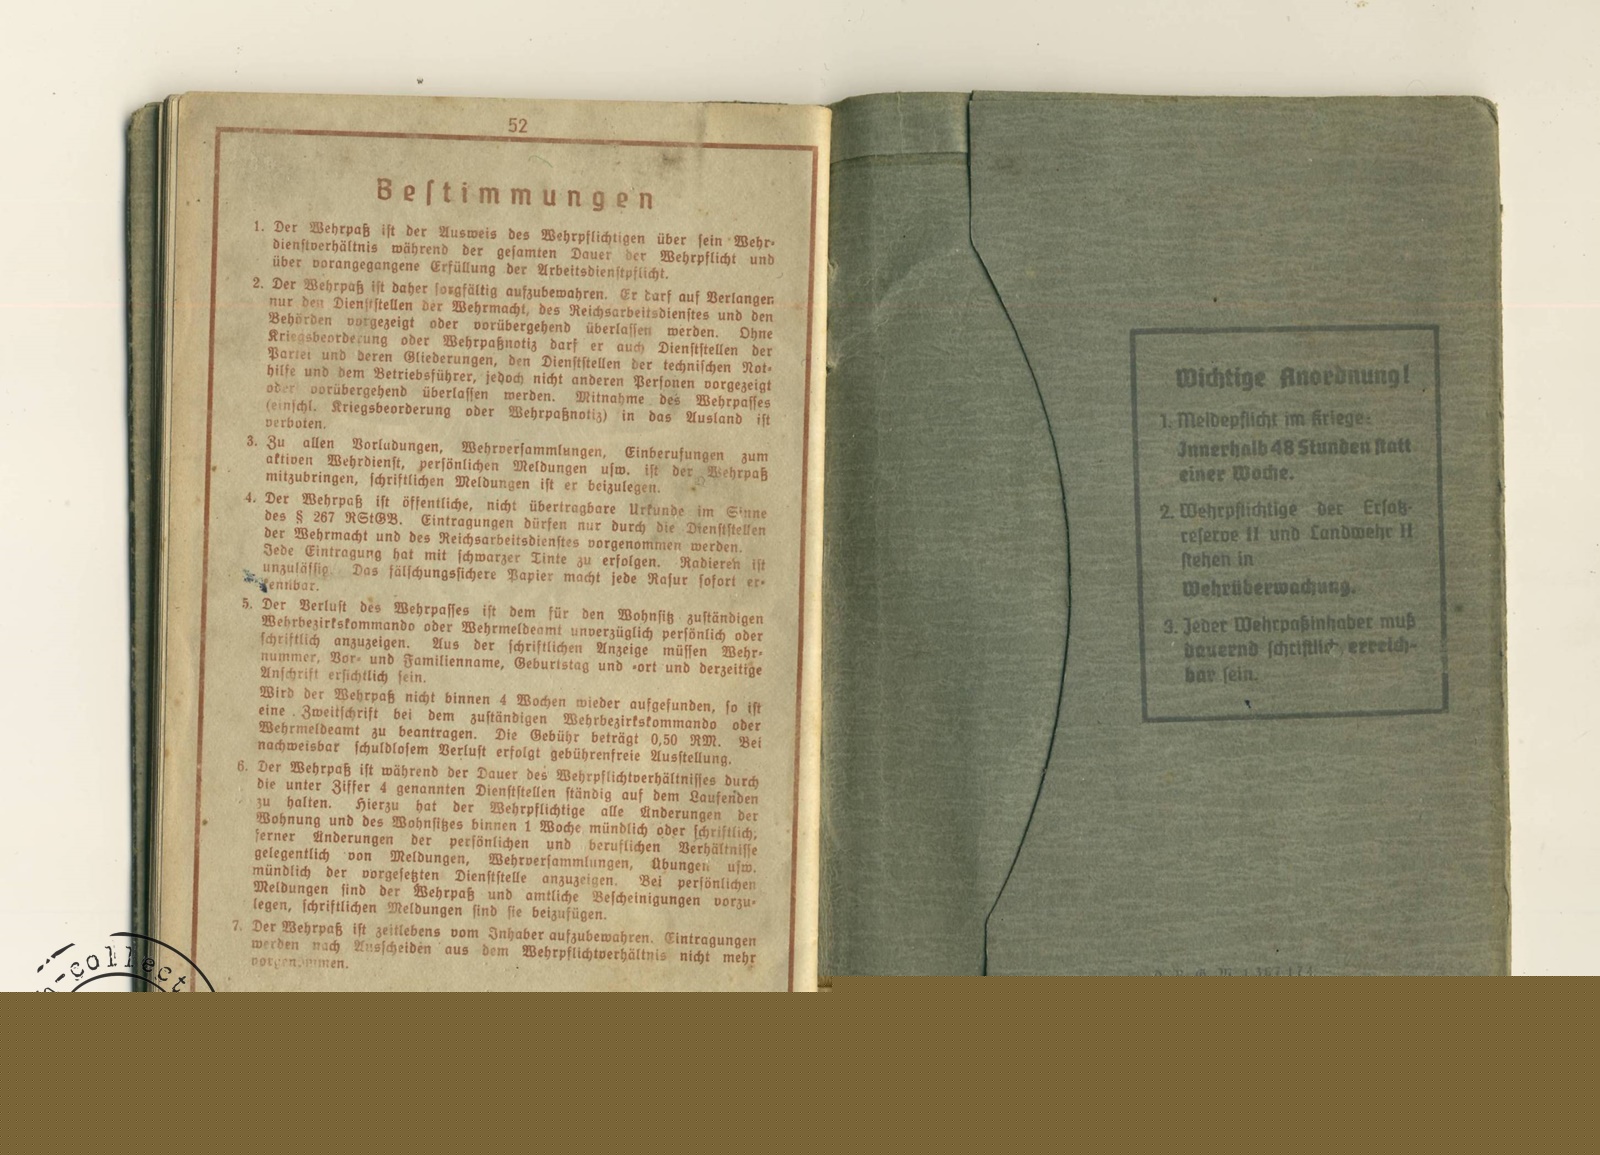 52
Beſtimmungen
1. Der Wehrpaß iſt der Ausweis des Wehrpflichtigen über ſein Wehr-
dienſtverhältnis während der geſamten Dauer der Wehrpflicht und
über vorangegangene Erfüllung der Arbeitsdienſtpflicht.
2. Der Wehrpaß iſt daher ſorgfältig aufzubewahren. Er darf auf Verlangen
nur den Dienſtſtellen der Wehrmacht, des Reichsarbeitsdienſtes und den
Behörden vorgezeigt oder vorübergehend überlaſſen werden. Ohne
Kriegsbeorderung oder Wehrpaßnotiz darf er auch Dienſtſtellen der
Partei und deren Gliederungen, den Dienſtſtellen der techniſchen Not-
hilfe und dem Betriebsführer, jedoch nicht anderen Perſonen vorgezeigt
oder vorübergehend überlaſſen werden. Mitnahme des Wehrpaſſes
(einſchl. Kriegsbeorderung oder Wehrpaßnotiz) in das Ausland iſt
verboten.
3. Zu allen Vorladungen, Wehrverſammlungen, Einberufungen zum
aktiven Wehrdienſt, perſönlichen Meldungen uſw. iſt der Wehrpaß
mitzubringen, ſchriftlichen Meldungen iſt er beizulegen.
4. Der Wehrpaß iſt öffentliche, nicht übertragbare Urkunde im Sinne
des § 267 RStGB. Eintragungen dürfen nur durch die Dienſtſtellen
der Wehrmacht und des Reichsarbeitsdienſtes vorgenommen werden.
Jede Eintragung hat mit ſchwarzer Tinte zu erfolgen. Radieren iſt
unzuläſſig. Das fälſchungsſichere Papier macht jede Raſur ſofort er-
kennbar.
5. Der Verluſt des Wehrpaſſes iſt dem für den Wohnſitz zuſtändigen
Wehrbezirkskommando oder Wehrmeldeamt unverzüglich perſönlich oder
ſchriftlich anzuzeigen. Aus der ſchriftlichen Anzeige müſſen Wehr-
nummer, Vor- und Familienname, Geburtstag und -ort und derzeitige
Anſchrift erſichtlich ſein.
Wird der Wehrpaß nicht binnen 4 Wochen wieder aufgefunden, ſo iſt
eine Zweitſchrift bei dem zuſtändigen Wehrbezirkskommando oder
Wehrmeldeamt zu beantragen. Die Gebühr beträgt 0,50 RM. Bei
nachweisbar ſchuldloſem Verluſt erfolgt gebührenfreie Ausſtellung.
6. Der Wehrpaß iſt während der Dauer des Wehrpflichtverhältniſſes durch
die unter Ziffer 4 genannten Dienſtſtellen ſtändig auf dem Laufenden
zu halten. Hierzu hat der Wehrpflichtige alle Änderungen der
Wohnung und des Wohnſitzes binnen 1 Woche mündlich oder ſchriftlich,
ferner Änderungen der perſönlichen und beruflichen Verhältniſſe
gelegentlich von Meldungen, Wehrverſammlungen, Übungen uſw.
mündlich der vorgeſetzten Dienſtſtelle anzuzeigen. Bei perſönlichen
Meldungen ſind der Wehrpaß und amtliche Beſcheinigungen vorzu-
legen, ſchriftlichen Meldungen ſind ſie beizufügen.
7. Der Wehrpaß iſt zeitlebens vom Inhaber aufzubewahren. Eintragungen
werden nach Ausſcheiden aus dem Wehrpflichtverhältnis nicht mehr
vorgenommen.
Wichtige Anordnung!
1. Meldepflicht im Kriege:
Innerhalb 48 Stunden ſtatt
einer Woche.
2. Wehrpflichtige der Erſatz-
reſerve II und Landwehr II
ſtehen in
Wehrüberwachung.
3. Jeder Wehrpaßinhaber muß
dauernd ſchriftlich erreich-
bar ſein.